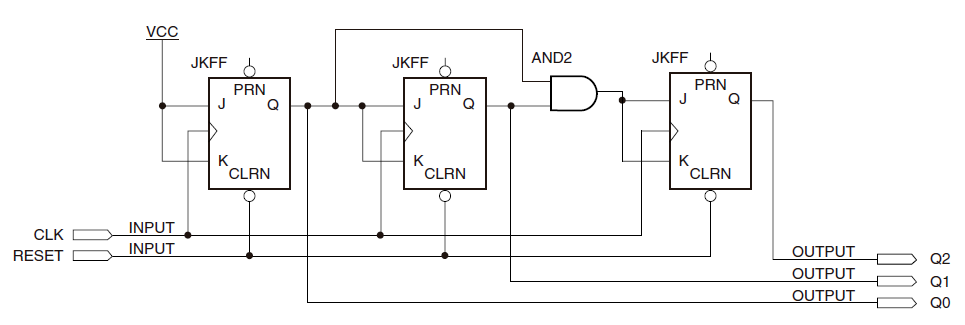 VCC
JKFF
JKFF
AND2
JKFF
PRN
PRN
PRN
J Q
J Q
J Q
K
K
K
CLRN
CLRN
CLRN
CLK INPUT
RESET INPUT
OUTPUT Q2
OUTPUT Q1
OUTPUT Q0